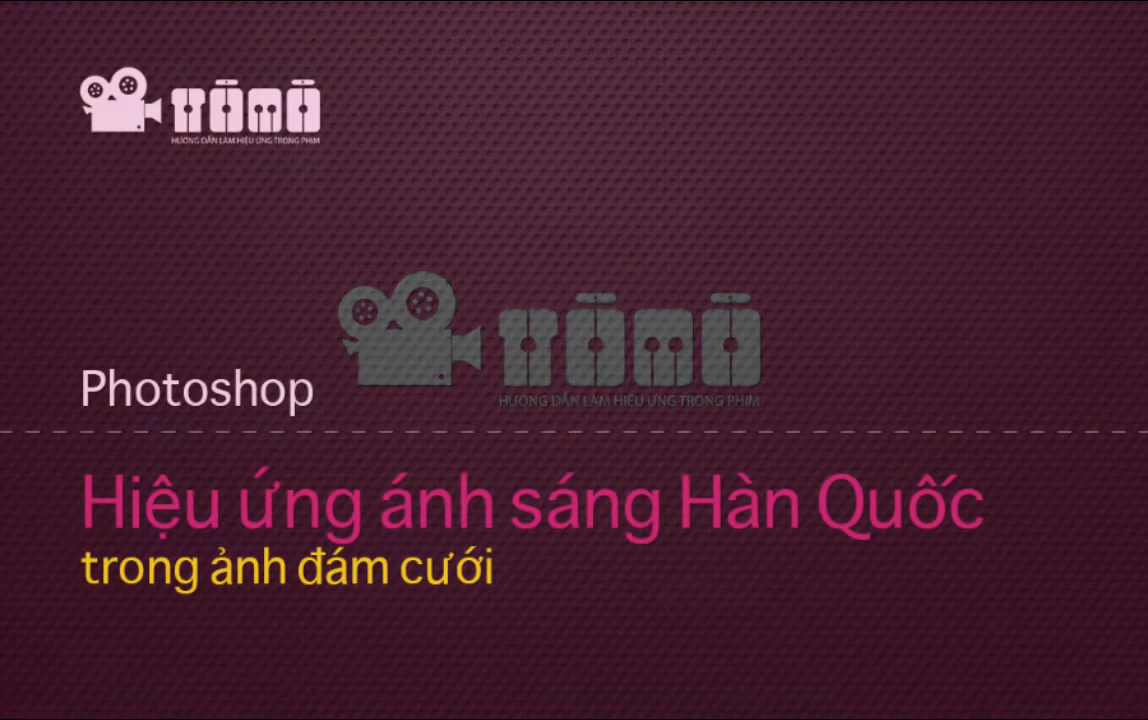 TÔMÔ
HƯỚNG DẪN LÀM HIỆU ỨNG TRONG PHIM
TÔMÔ
HƯỚNG DẪN LÀM HIỆU ỨNG TRONG PHIM
Photoshop
Hiệu ứng ánh sáng Hàn Quốc
trong ảnh đám cưới